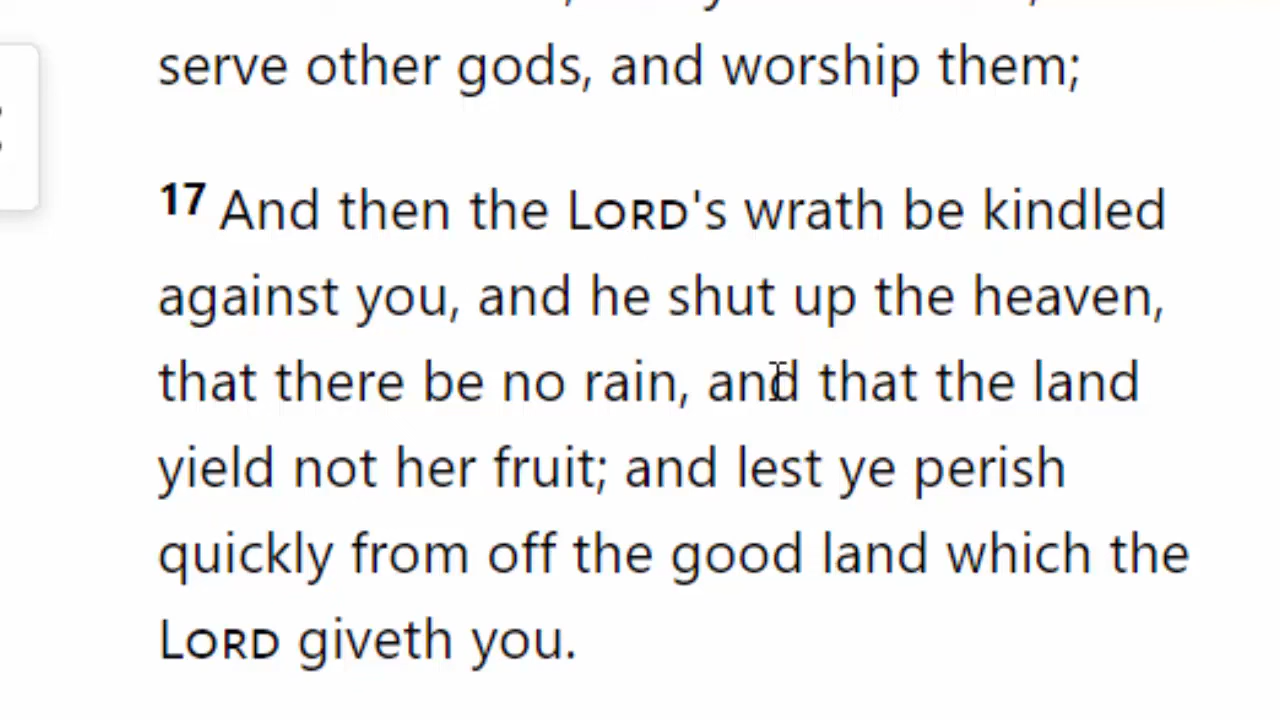 serve other gods, and worship them;
17 And then the LORD's wrath be kindled
against you, and he shut up the heaven,
that there be no rain, and that the land
yield not her fruit; and lest ye perish
quickly from off the good land which the
LORD giveth you.